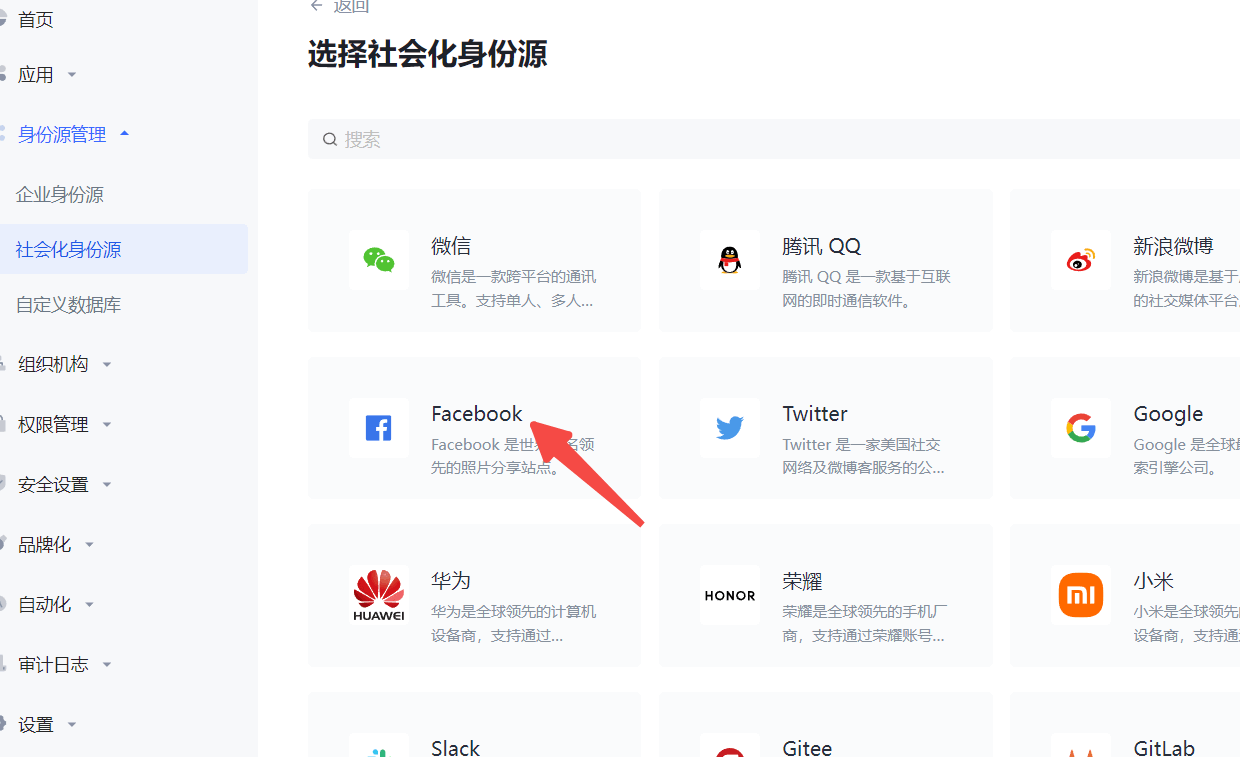 首页
应用
身份源管理
企业身份源
社会化身份源
自定义数据库
组织机构
权限管理
安全设置
品牌化
自动化
审计日志
设置
返回
选择社会化身份源
搜索
微信
微信是一款跨平台的通讯
工具。支持单人、多人...
腾讯 QQ
腾讯 QQ 是一款基于互联
网的即时通信软件。
新浪微博
新浪微博是基于
的社交媒体平台
Facebook
Facebook 是世 名领
先的照片分享站点。
Twitter
Twitter 是一家美国社交
网络及微博客服务的公...
Google
Google 是全球
索引擎公司。
HUAWEI
华为
华为是全球领先的计算机
设备商，支持通过...
HONOR
荣耀
荣耀是全球领先的手机厂
商，支持通过荣耀账号...
小米
小米是全球领先
设备商，支持通
Slack
Gitee
GitLab